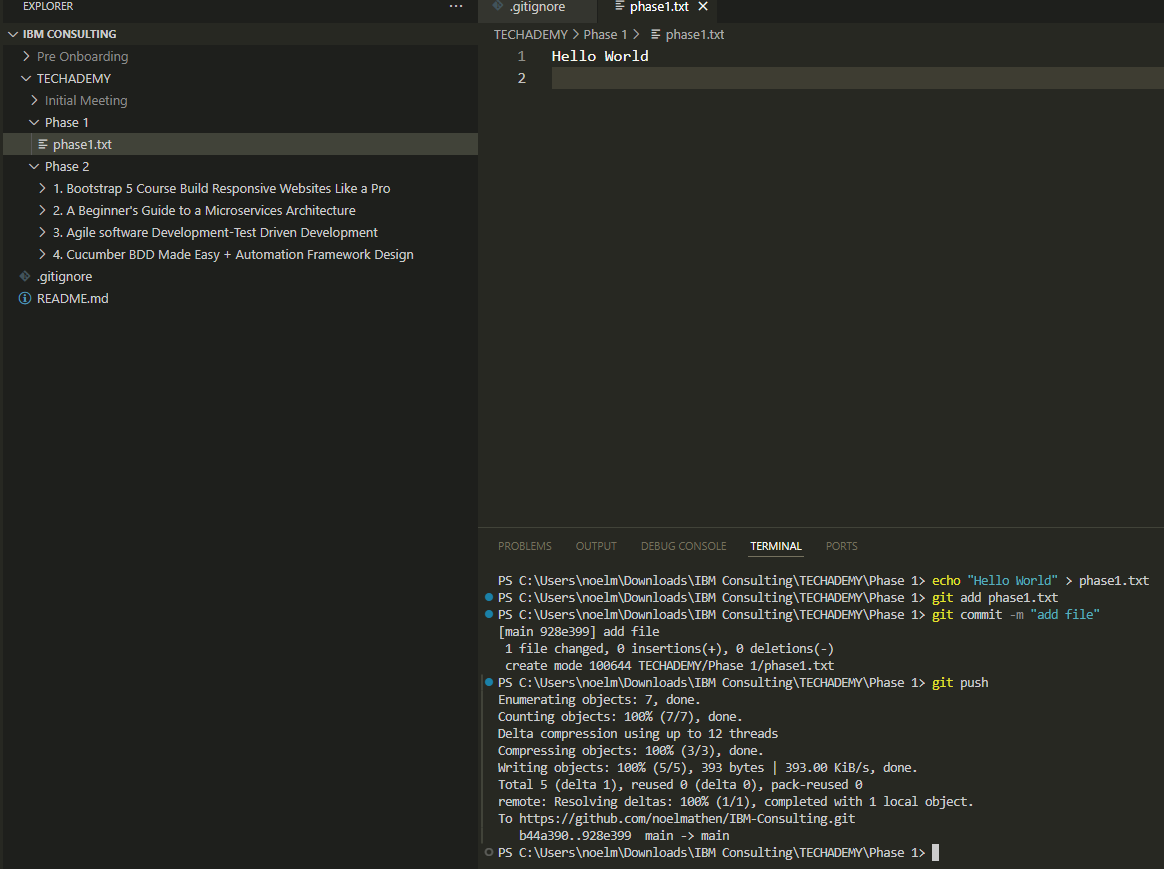 EXPLORER
...
IBM CONSULTING
Pre Onboarding
TECHADEMY
Initial Meeting
Phase 1
phase1.txt
Phase 2
1. Bootstrap 5 Course Build Responsive Websites Like a Pro
2. A Beginner's Guide to a Microservices Architecture
3. Agile software Development-Test Driven Development
4. Cucumber BDD Made Easy + Automation Framework Design
.gitignore
README.md
.gitignore phase1.txt
TECHADEMY > Phase 1 > phase1.txt
1 Hello World
2
PROBLEMS OUTPUT DEBUG CONSOLE TERMINAL PORTS
PS C:\Users\noelm\Downloads\IBM Consulting\TECHADEMY\Phase 1> echo "Hello World" > phase1.txt
PS C:\Users\noelm\Downloads\IBM Consulting\TECHADEMY\Phase 1> git add phase1.txt
PS C:\Users\noelm\Downloads\IBM Consulting\TECHADEMY\Phase 1> git commit -m "add file"
[main 928e399] add file
1 file changed, 0 insertions(+), 0 deletions(-)
create mode 100644 TECHADEMY/Phase 1/phase1.txt
PS C:\Users\noelm\Downloads\IBM Consulting\TECHADEMY\Phase 1> git push
Enumerating objects: 7, done.
Counting objects: 100% (7/7), done.
Delta compression using up to 12 threads
Compressing objects: 100% (3/3), done.
Writing objects: 100% (5/5), 393 bytes | 393.00 KiB/s, done.
Total 5 (delta 1), reused 0 (delta 0), pack-reused 0
remote: Resolving deltas: 100% (1/1), completed with 1 local object.
To https://github.com/noelmathen/IBM-Consulting.git
b44a390..928e399 main -> main
PS C:\Users\noelm\Downloads\IBM Consulting\TECHADEMY\Phase 1>